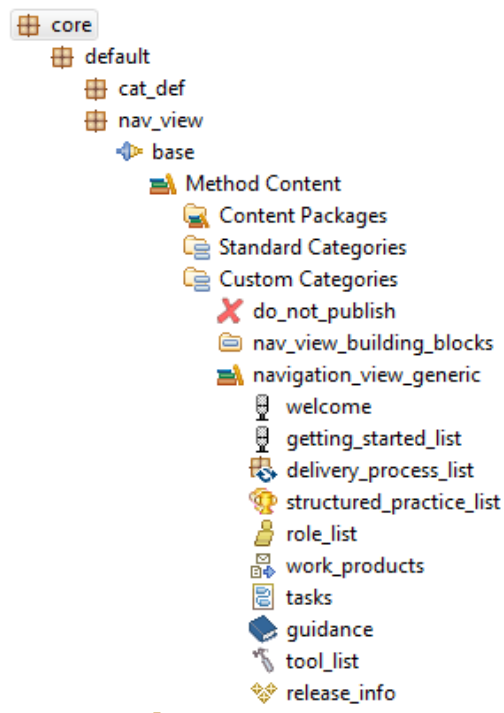 core
default
cat_def
nav_view
base
Method Content
Content Packages
Standard Categories
Custom Categories
do_not_publish
nav_view_building_blocks
navigation_view_generic
welcome
getting_started_list
delivery_process_list
structured_practice_list
role_list
work_products
tasks
guidance
tool_list
release_info